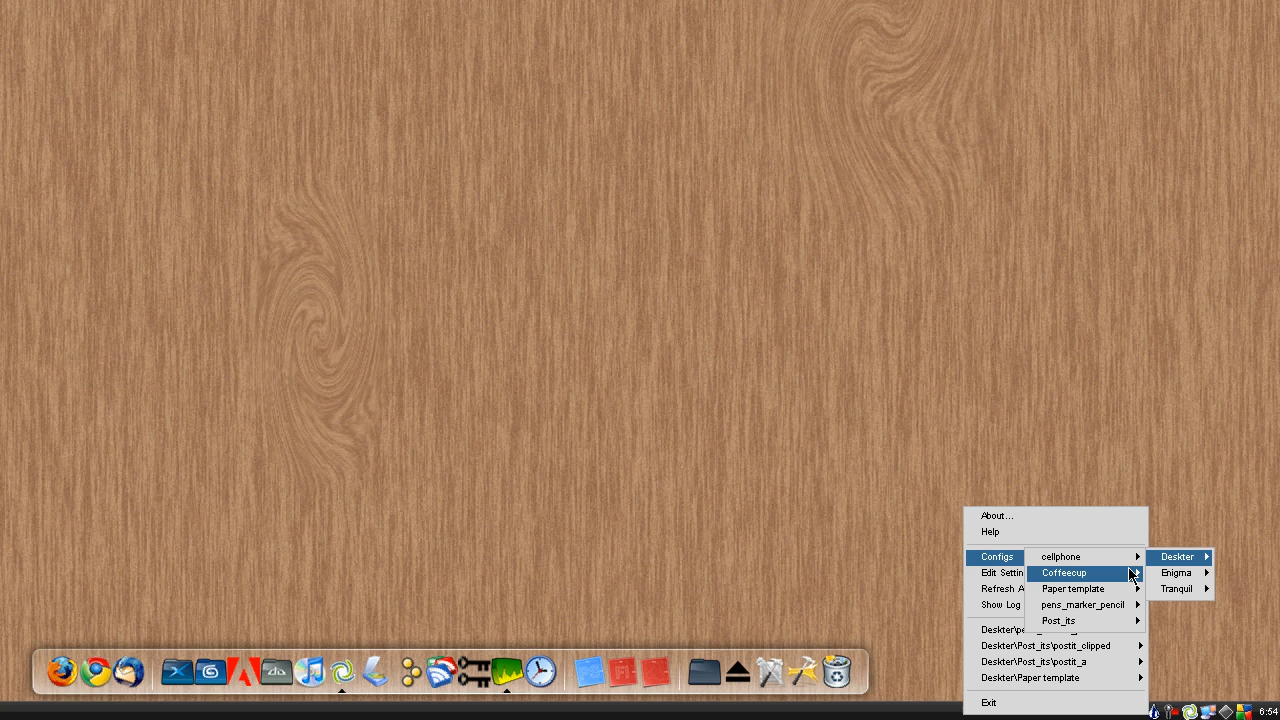 About...
Help
Configs
Edit Settin
Refresh A
Show Log
Deskter\Post_its\postit_clipped
Deskter\Post_its\postit_a
Deskter\Paper template
Exit
cellphone
Coffeecup
Paper template
pens_marker_pencil
Post_its
Deskter
Enigma
Tranquil
6:54